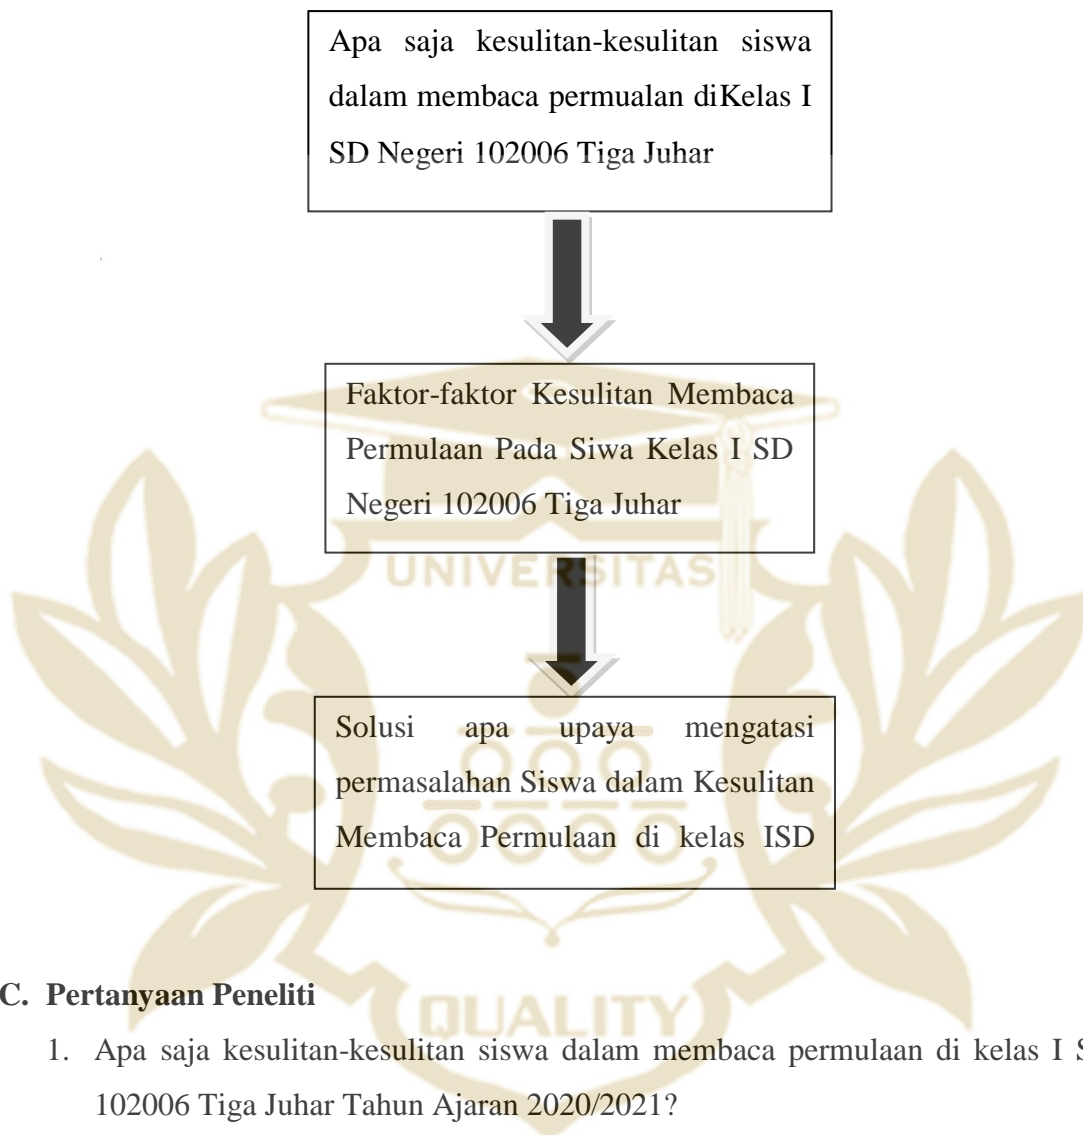 Apa saja kesulitan-kesulitan siswa
dalam membaca permualan diKelas I
SD Negeri 102006 Tiga Juhar
Faktor-faktor Kesulitan Membaca
Permulaan Pada Siwa Kelas I SD
Negeri 102006 Tiga Juhar
UNIVERSITAS
Solusi apa upaya mengatasi
permasalahan Siswa dalam Kesulitan
Membaca Permulaan di kelas ISD
QUALITY
C. Pertanyaan Peneliti
1. Apa saja kesulitan-kesulitan siswa dalam membaca permulaan di kelas I
102006 Tiga Juhar Tahun Ajaran 2020/2021?